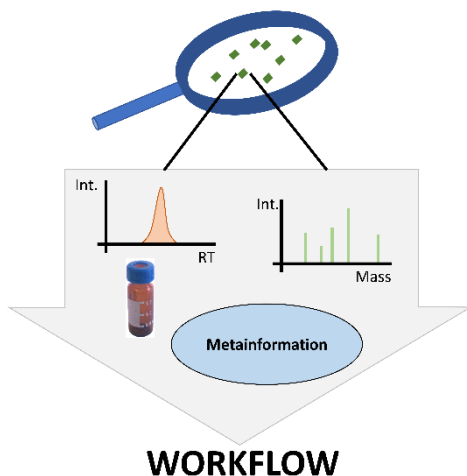 Int.
RT
Int.
Mass
Metainformation
WORKFLOW